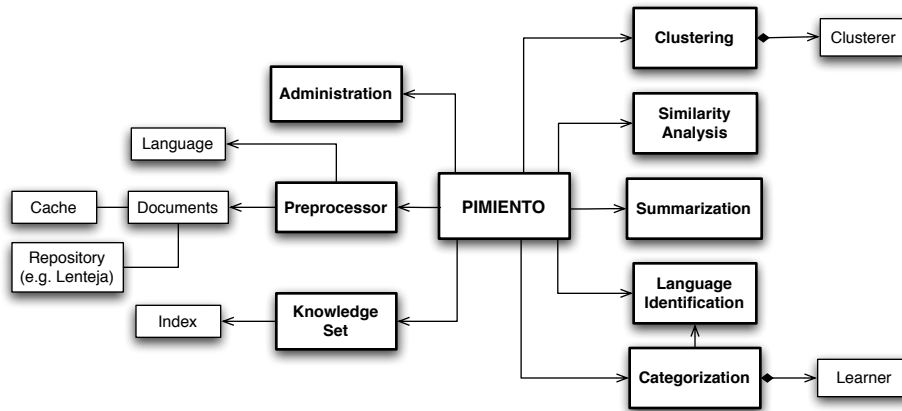 Clustering
Clusterer
Administration
Similarity
Analysis
Language
PIMIENTO
Preprocessor
Summarization
Cache
Documents
Repository
(e.g. Lenteja)
Language
Identification
Index
Knowledge
Set
Categorization
Learner